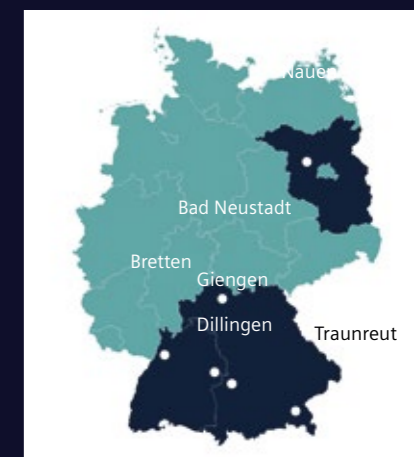 Nauen
Bad Neustadt
Bretten
Giengen
Dillingen
Traunreut